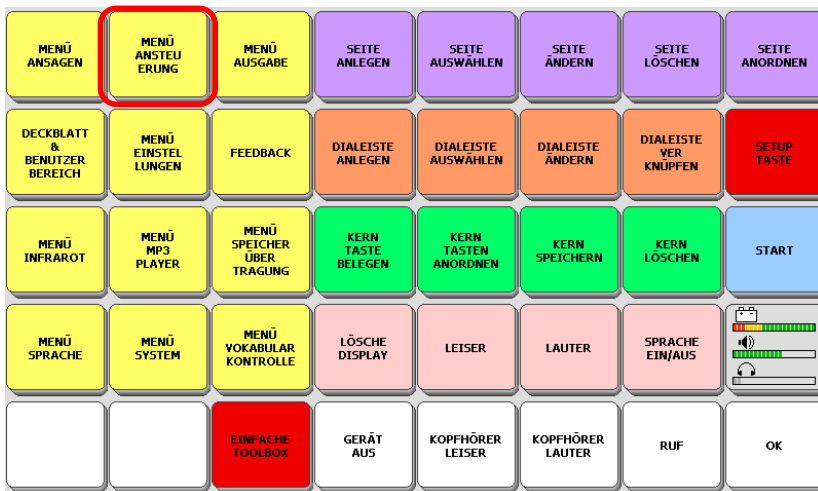 MENÜ
ANSAGEN
MENÜ
ANSTEU
ERUNG
MENÜ
AUSGABE
SEITE
ANLEGEN
SEITE
AUSWÄHLEN
SEITE
ÄNDERN
SEITE
LÖSCHEN
SEITE
ANORDNEN
DECKBLATT
&
BENUTZER
BEREICH
MENÜ
EINSTEL
LUNGEN
FEEDBACK
DIALEISTE
ANLEGEN
DIALEISTE
AUSWÄHLEN
DIALEISTE
ÄNDERN
DIALEISTE
VER
KNÜPFEN
SETUP
TASTE
MENÜ
INFRAROT
MENÜ
MP3
PLAYER
MENÜ
SPEICHER
ÜBER
TRAGUNG
KERN
TASTE
BELEGEN
KERN
TASTEN
ANORDNEN
KERN
SPEICHERN
KERN
LÖSCHEN
START
MENÜ
SPRACHE
MENÜ
SYSTEM
MENÜ
VOKABULAR
KONTROLLE
LÖSCHE
DISPLAY
LEISER
LAUTER
SPRACHE
EIN/AUS
EINFACHE
TOOLBOX
GERÄT
AUS
KOPFHÖRER
LEISER
KOPFHÖRER
LAUTER
RUF
OK